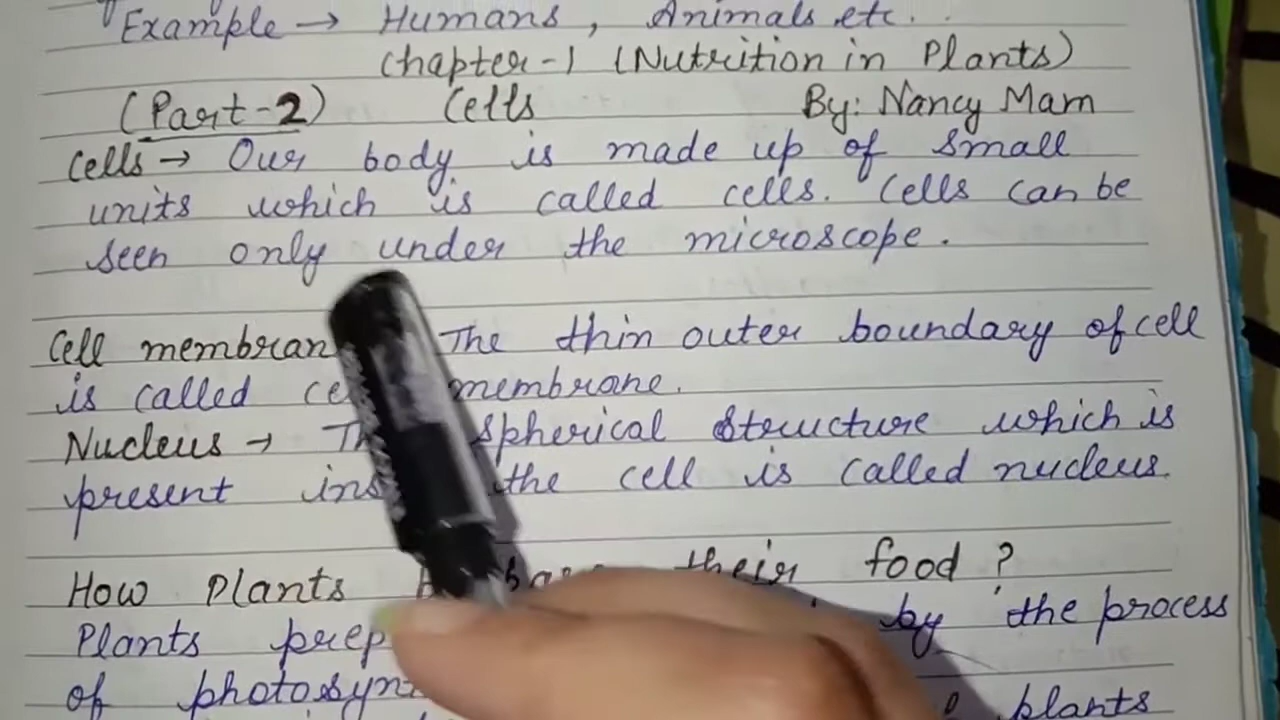 Example → Humans, Animals etc.
Chapter-1 (Nutrition in Plants)
(Part-2) Cells By: Nancy Mam
Cells → Our body is made up of small
units which is called cells. Cells can be
seen only under the microscope.
Cell membran The thin outer boundary of cell
is called ce membrane.
Nucleus → Th spherical structure which is
present ins the cell is called nucleus.
How Plants their food ?
Plants prep by the process
of photosyn plants